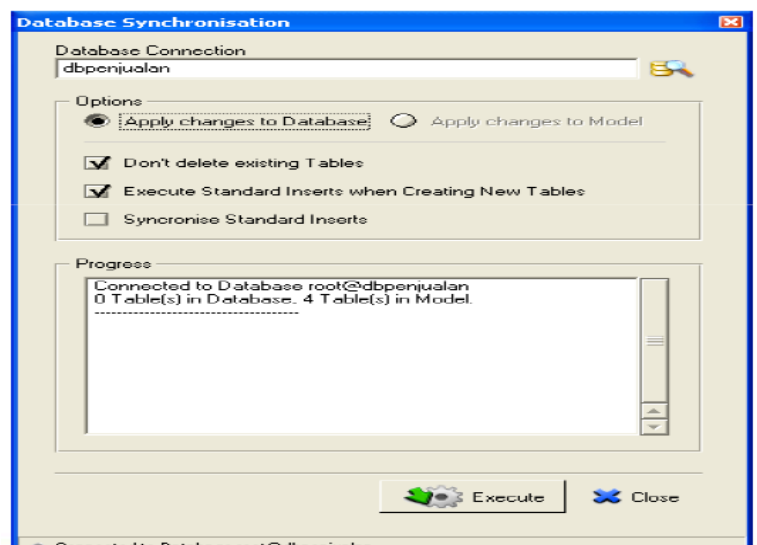 Database Synchronisation
Database Connection
dbpenjualan
Options
Apply changes to Database
Apply changes to Model
Don't delete existing Tables
Execute Standard Inserts when Creating New Tables
Syncronise Standard Inserts
Progress
Connected to Database root@dbpenjualan
0 Table(s) in Database, 4 Table(s) in Model.
-----------------------------------
Execute
Close